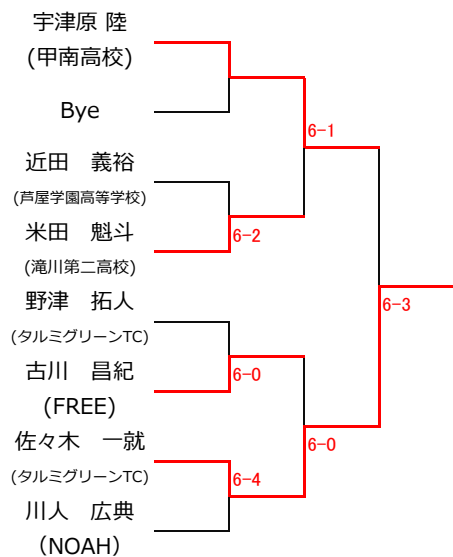 宇津原 陸
(甲南高校)
Bye
6-1
近田　義裕
(芦屋学園高等学校)
米田　魁斗
6-2
(滝川第二高校)
野津　拓人
6-3
(タルミグリーンTC)
古川　昌紀
6-0
(FREE)
佐々木　一就
6-0
(タルミグリーンTC)
6-4
川人　広典
（NOAH）